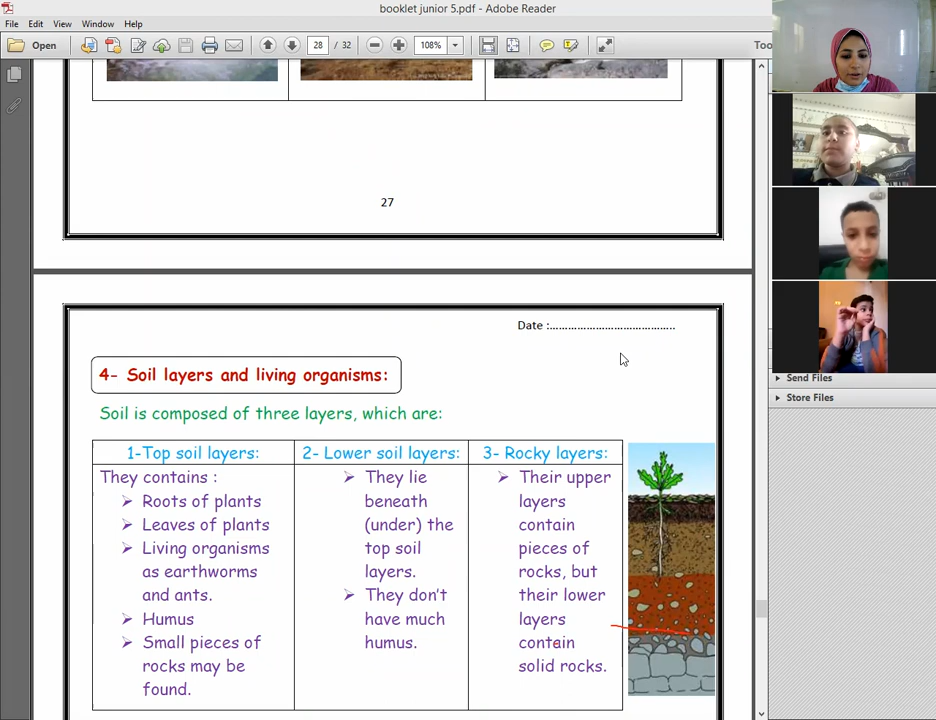 booklet junior 5.pdf - Adobe Reader
File Edit View Window Help
Open 28 / 32 108% Too
27
Date :.......................................
4- Soil layers and living organisms:
Soil is composed of three layers, which are:
1-Top soil layers:
They contains :
Roots of plants
Leaves of plants
Living organisms
as earthworms
and ants.
Humus
Small pieces of
rocks may be
found.
2- Lower soil layers:
They lie
beneath
(under) the
top soil
layers.
They don't
have much
humus.
3- Rocky layers:
Their upper
layers
contain
pieces of
rocks, but
their lower
layers
contain
solid rocks.
Send Files
Store Files